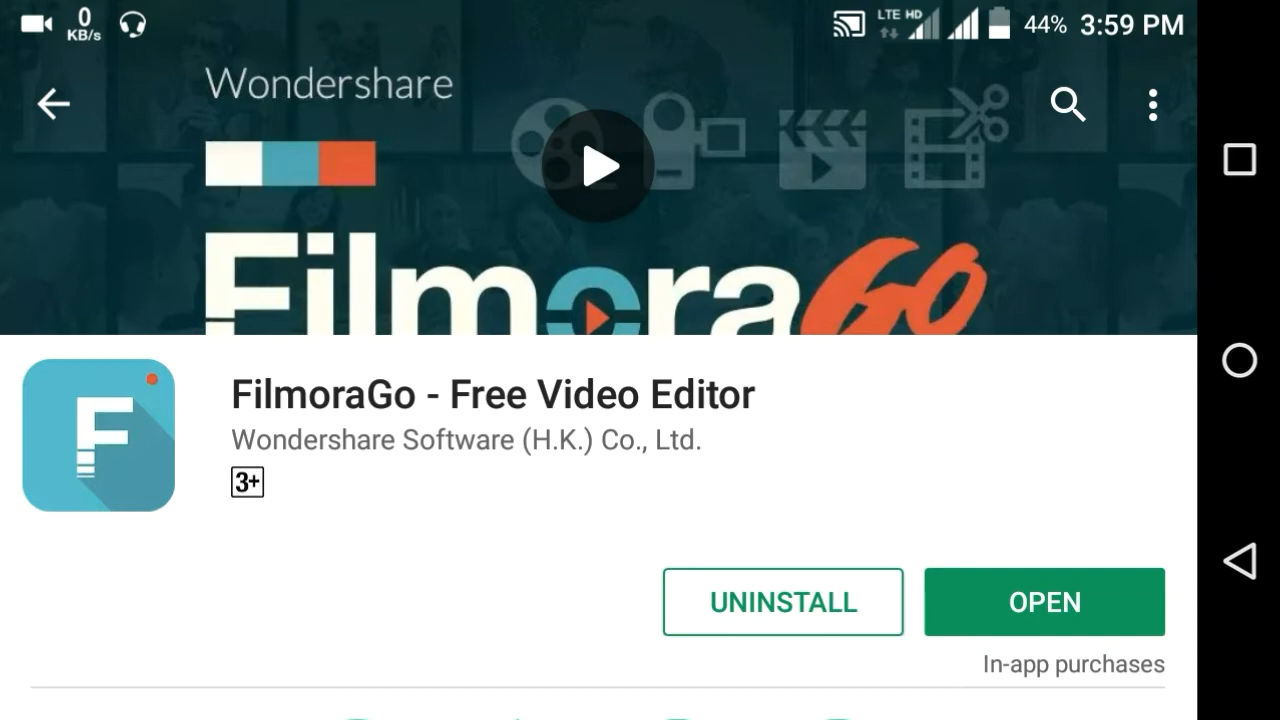 0
KB/s
LTE HD
44% 3:59 PM
Wondershare
FilmoraGo
F
FilmoraGo - Free Video Editor
Wondershare Software (H.K.) Co., Ltd.
3+
UNINSTALL
OPEN
In-app purchases